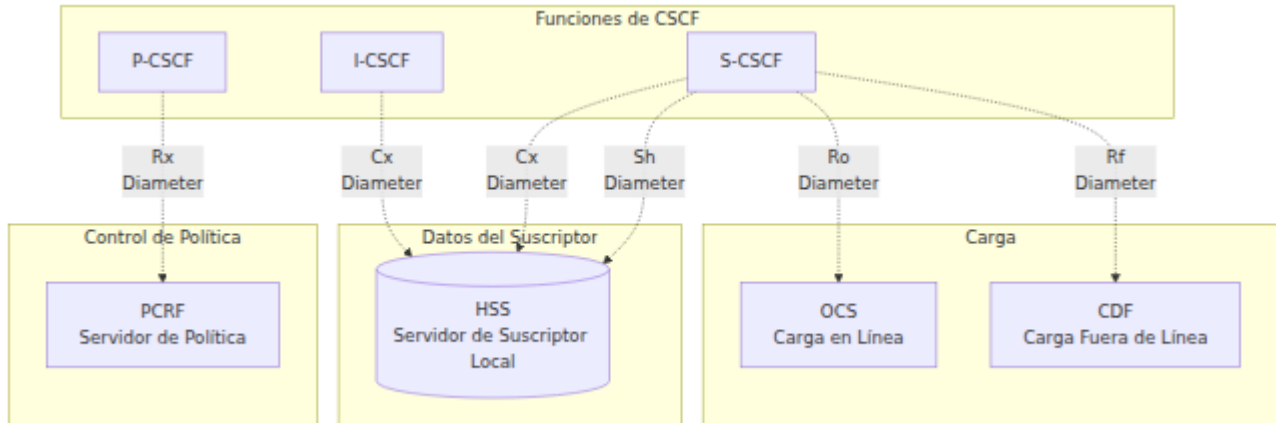 Funciones de CSCF
P-CSCF
I-CSCF
S-CSCF
Rx
Diameter
Cx
Diameter
Cx
Diameter
Sh
Diameter
Ro
Diameter
Rf
Diameter
Control de Política
PCRF
Servidor de Política
Datos del Suscriptor
HSS
Servidor de Suscriptor
Local
Carga
OCS
Carga en Línea
CDF
Carga Fuera de Línea